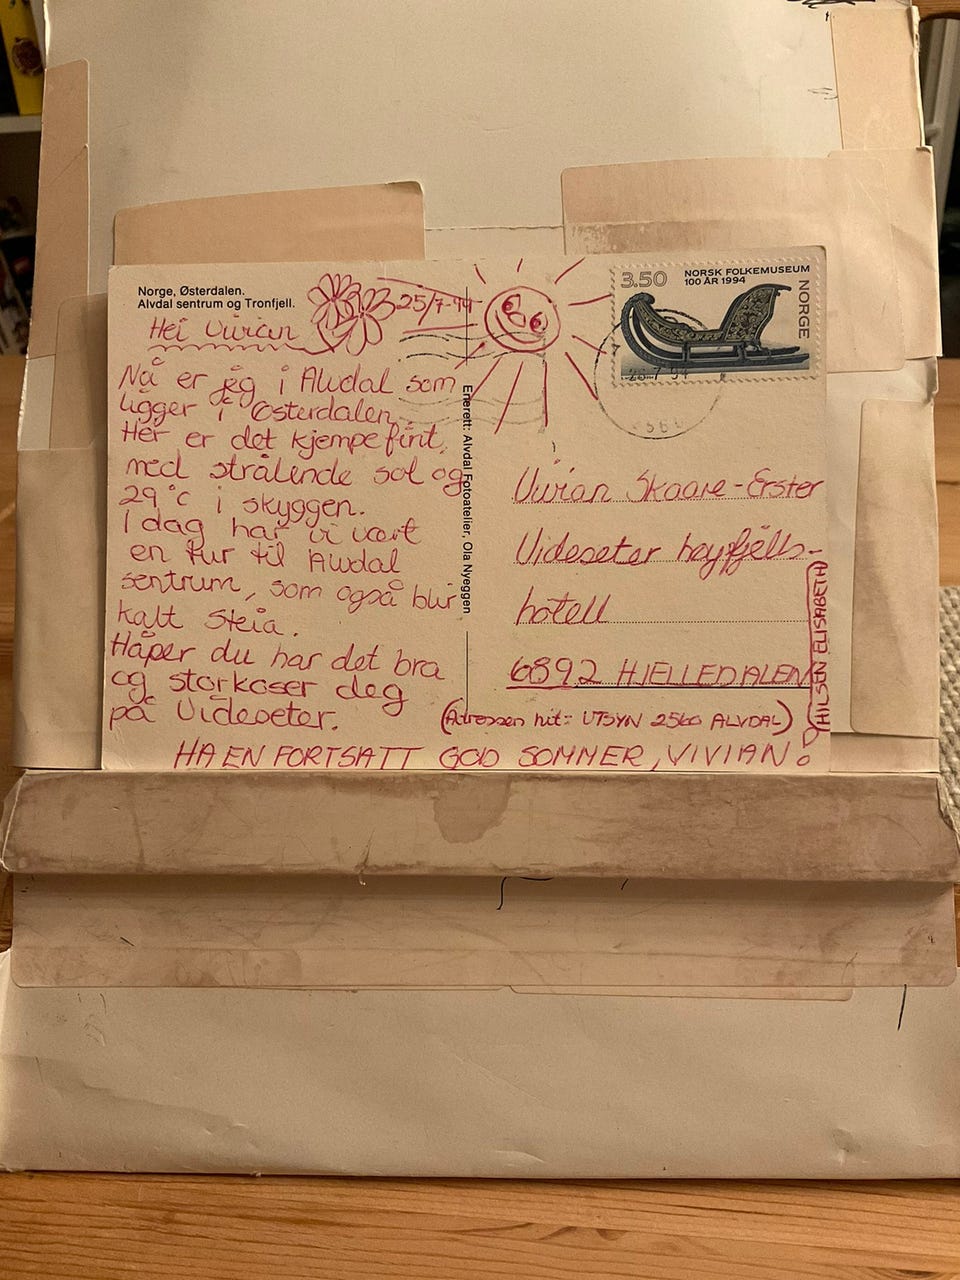 Norge, Østerdalen.
Alvdal sentrum og Tronfjell.
25/7-94
Hei Vivian
Nå er jeg i Alvdal som
ligger i Østerdalen.
Her er det kjempefint,
med strålende sol og
29°C i skyggen.
I dag har vi vært
en tur til Alvdal
sentrum, som også blir
kalt Steia.
Håper du har det bra
og storkoser deg
på Videseter.
HA EN FORTSATT GOD SOMMER, VIVIAN!
Enerett: Alvdal Fotoatelier, Ola Nyeggen
3.50
NORSK FOLKEMUSEUM
100 ÅR 1994
NORGE
Vivian Skaare-Erster
Videseter høyfjells-
hotell
6892 HJELLEDALEN
(Adressen hit: UTSYN 2560 ALVDAL)
HILSEN ELISABETH